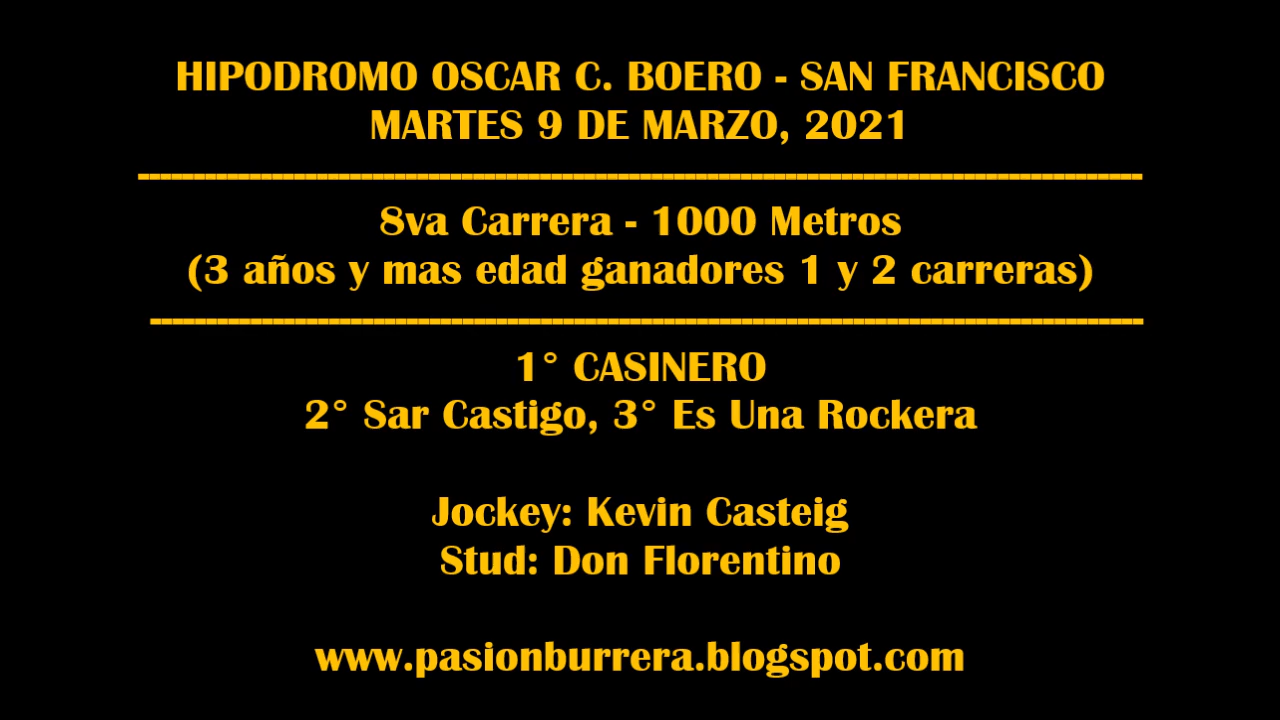 HIPODROMO OSCAR C. BOERO - SAN FRANCISCO
MARTES 9 DE MARZO, 2021
8va Carrera - 1000 Metros
(3 años y mas edad ganadores 1 y 2 carreras)
1° CASINERO
2° Sar Castigo, 3° Es Una Rockera
Jockey: Kevin Casteig
Stud: Don Florentino
www.pasionburrera.blogspot.com